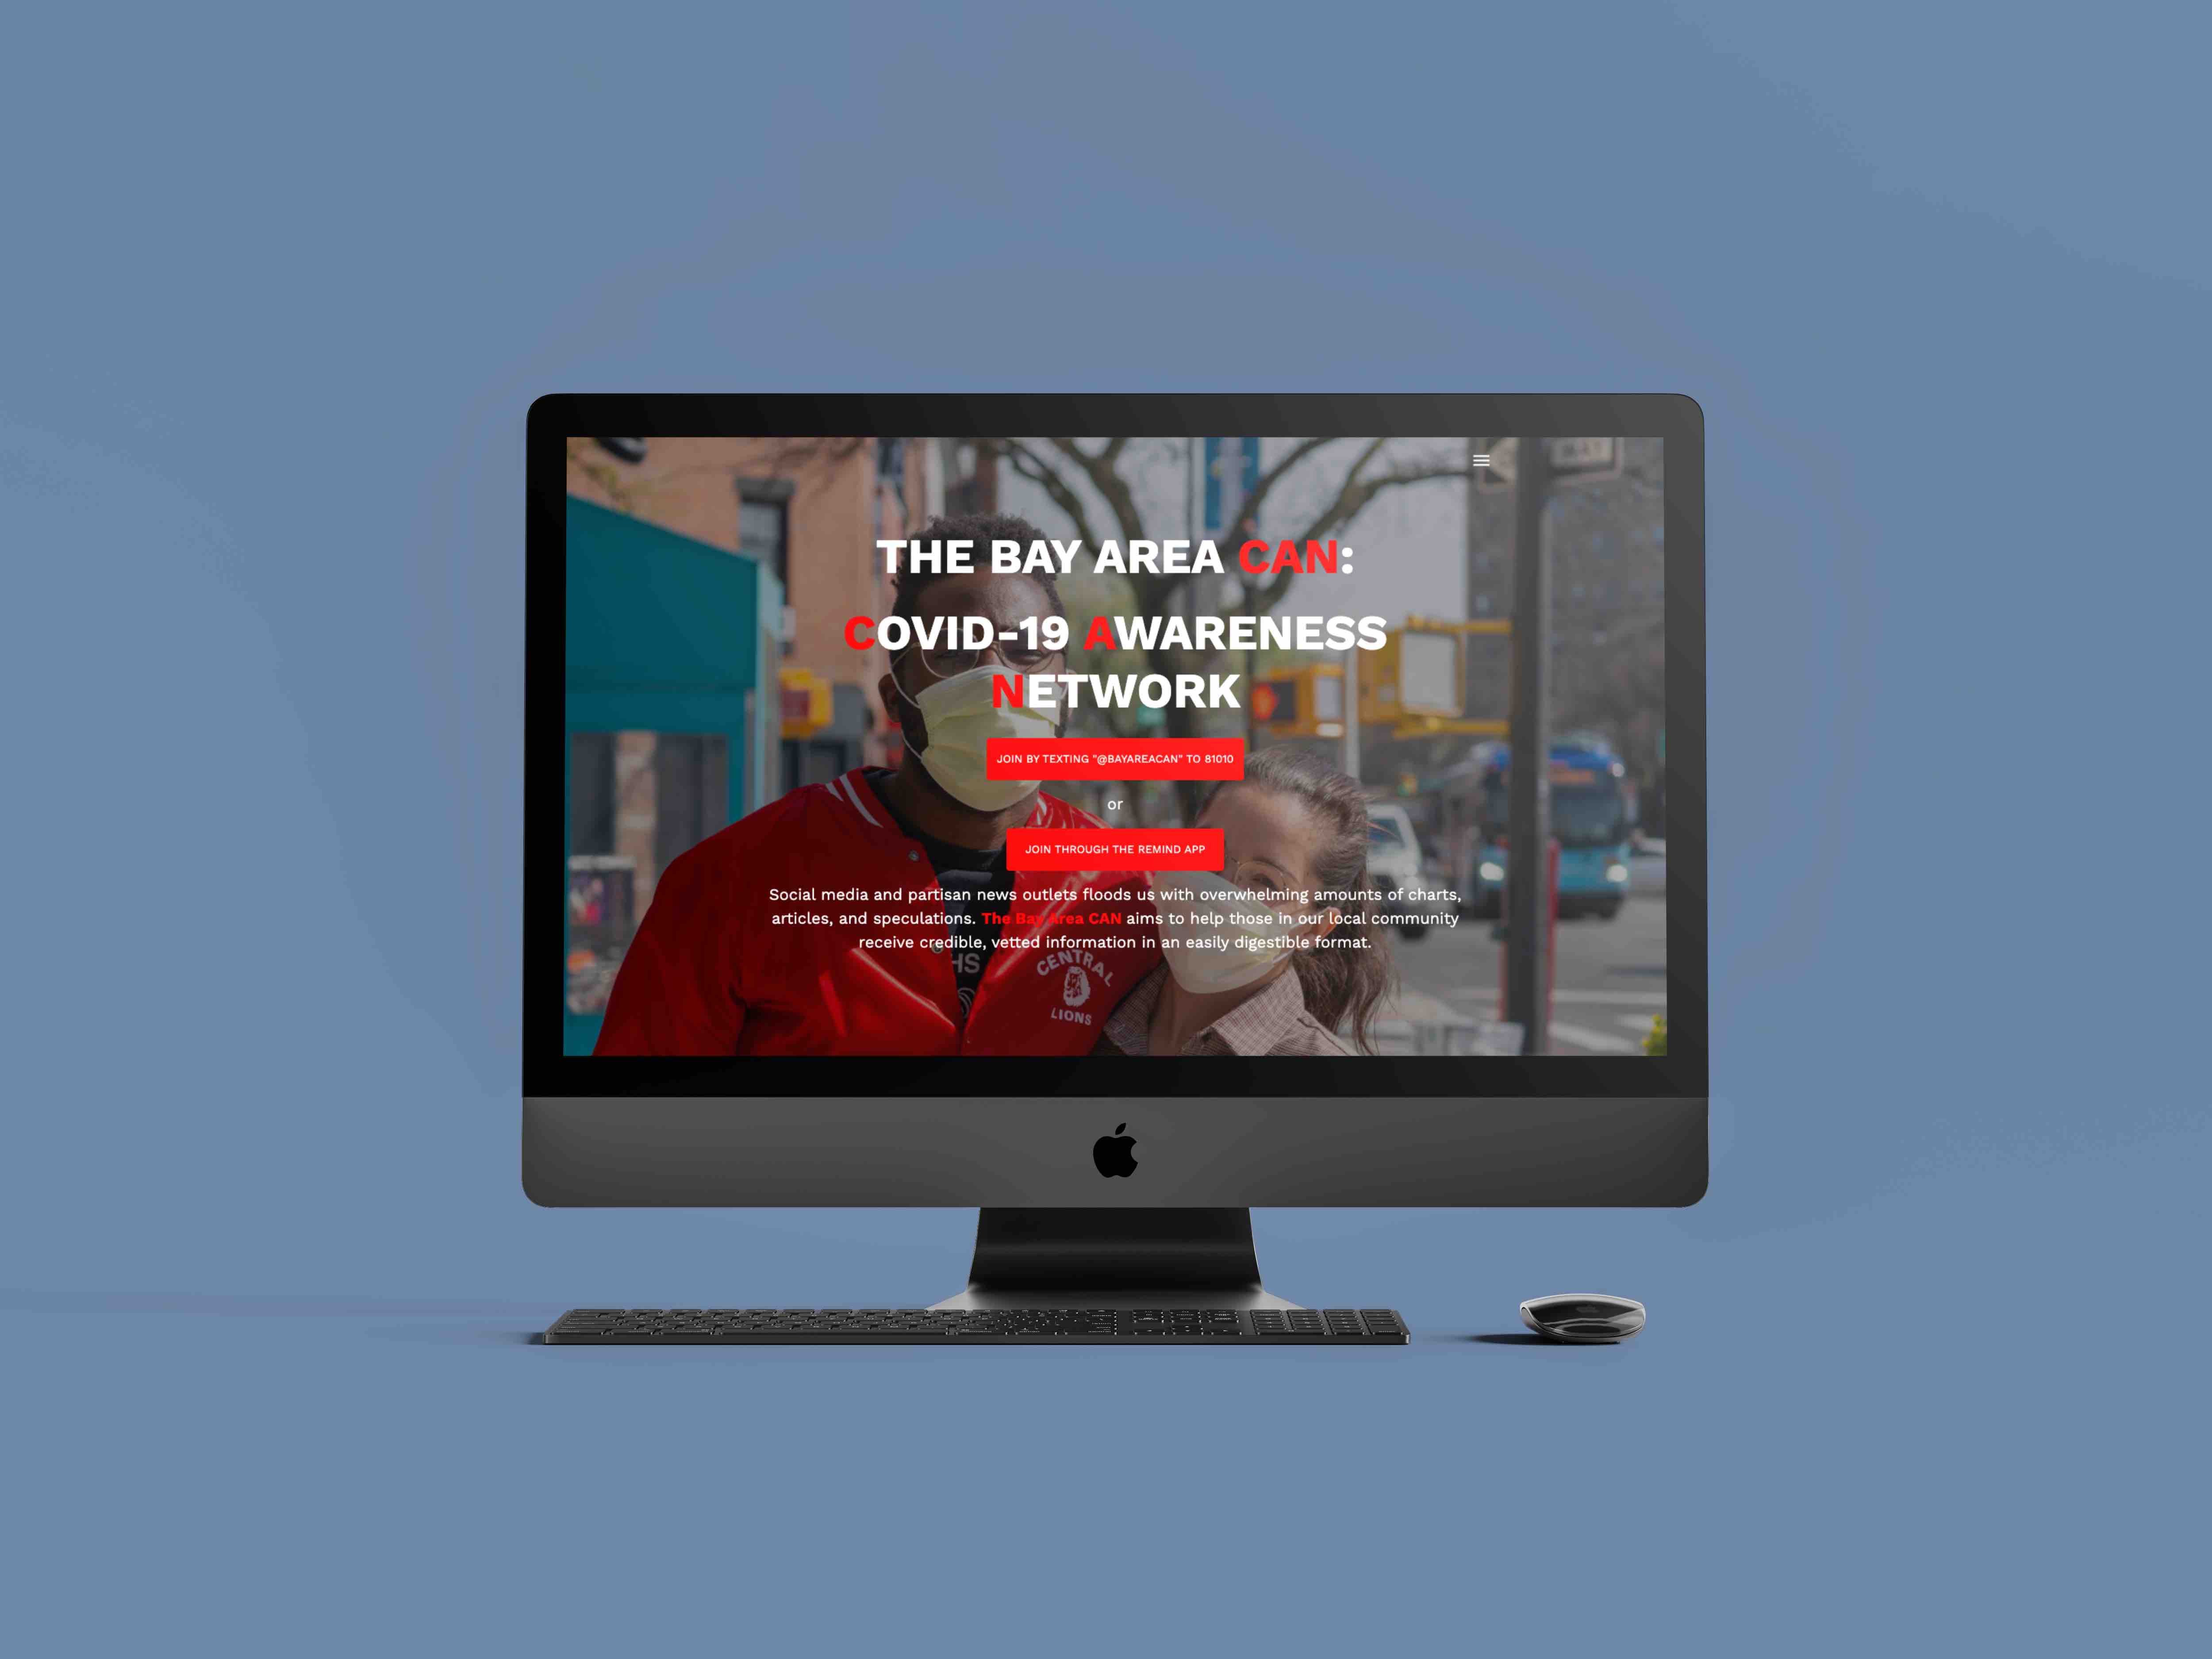 WAY
THE BAY AREA CAN:
COVID-19 AWARENESS
NETWORK
JOIN BY TEXTING "@BAYAREACAN" TO 81010
or
JOIN THROUGH THE REMIND APP
Social media and partisan news outlets floods us with overwhelming amounts of charts,
articles, and speculations. The Bay Area CAN aims to help those in our local community
receive credible, vetted information in an easily digestible format.
HS
CENTRAL
LIONS